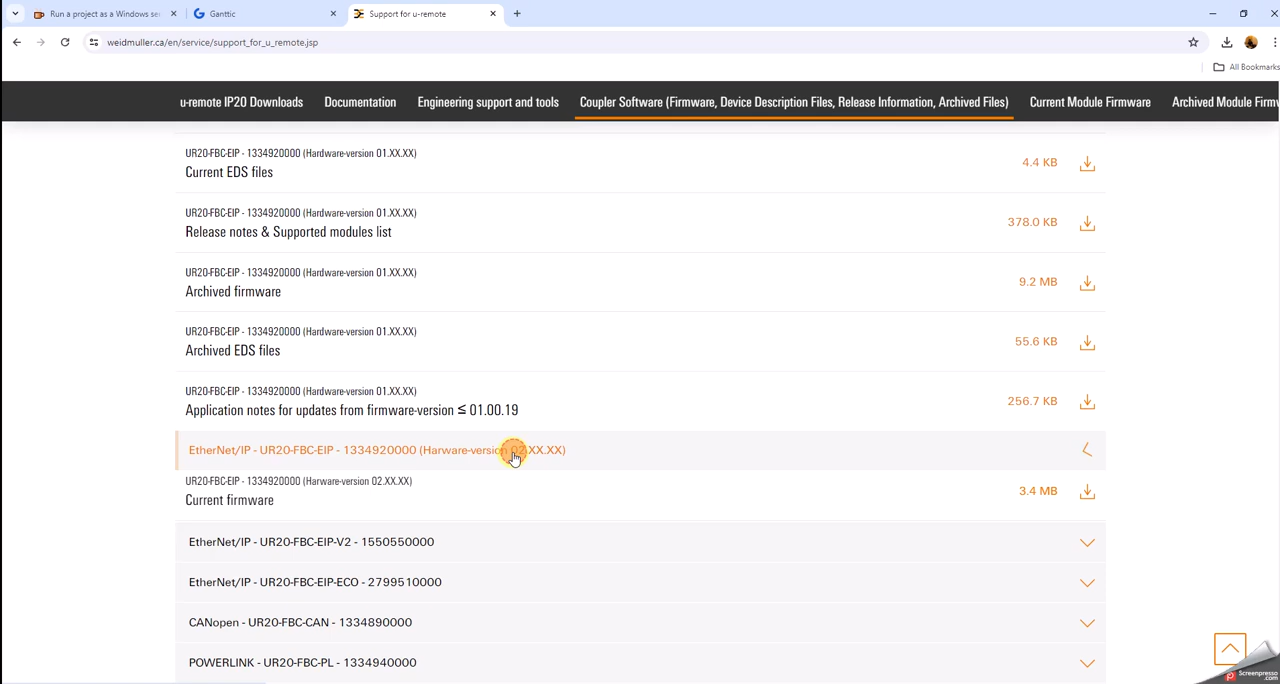 Run a project as a Windows ser
Ganttic
Support for u-remote
weidmuller.ca/en/service/support_for_u_remote.jsp
All Bookmarks
u-remote IP20 Downloads
Documentation
Engineering support and tools
Coupler Software (Firmware, Device Description Files, Release Information, Archived Files)
Current Module Firmware
Archived Module Firmw
UR20-FBC-EIP - 1334920000 (Hardware-version 01.XX.XX)
Current EDS files
4.4 KB
UR20-FBC-EIP - 1334920000 (Hardware-version 01.XX.XX)
Release notes & Supported modules list
378.0 KB
UR20-FBC-EIP - 1334920000 (Hardware-version 01.XX.XX)
Archived firmware
9.2 MB
UR20-FBC-EIP - 1334920000 (Hardware-version 01.XX.XX)
Archived EDS files
55.6 KB
UR20-FBC-EIP - 1334920000 (Hardware-version 01.XX.XX)
Application notes for updates from firmware-version ≤ 01.00.19
256.7 KB
EtherNet/IP - UR20-FBC-EIP - 1334920000 (Harware-version 02.XX.XX)
UR20-FBC-EIP - 1334920000 (Harware-version 02.XX.XX)
Current firmware
3.4 MB
EtherNet/IP - UR20-FBC-EIP-V2 - 1550550000
EtherNet/IP - UR20-FBC-EIP-ECO - 2799510000
CANopen - UR20-FBC-CAN - 1334890000
POWERLINK - UR20-FBC-PL - 1334940000
Screenpresso
.com